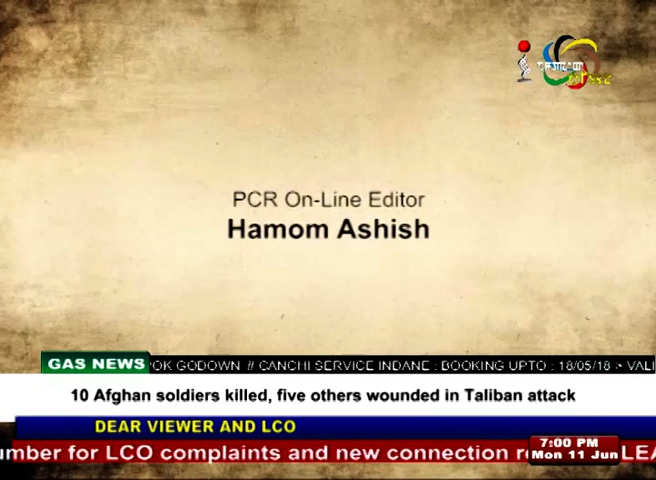 PCR On-Line Editor
Hamom Ashish
GAS NEWS
OK GODOWN // CANCHI SERVICE INDANE : BOOKING UPTO : 18/05/18 :- VALI
10 Afghan soldiers killed, five others wounded in Taliban attack
DEAR VIEWER AND LCO
umber for LCO complaints and new connection
7:00 PM
Mon 11 Jun
LEA